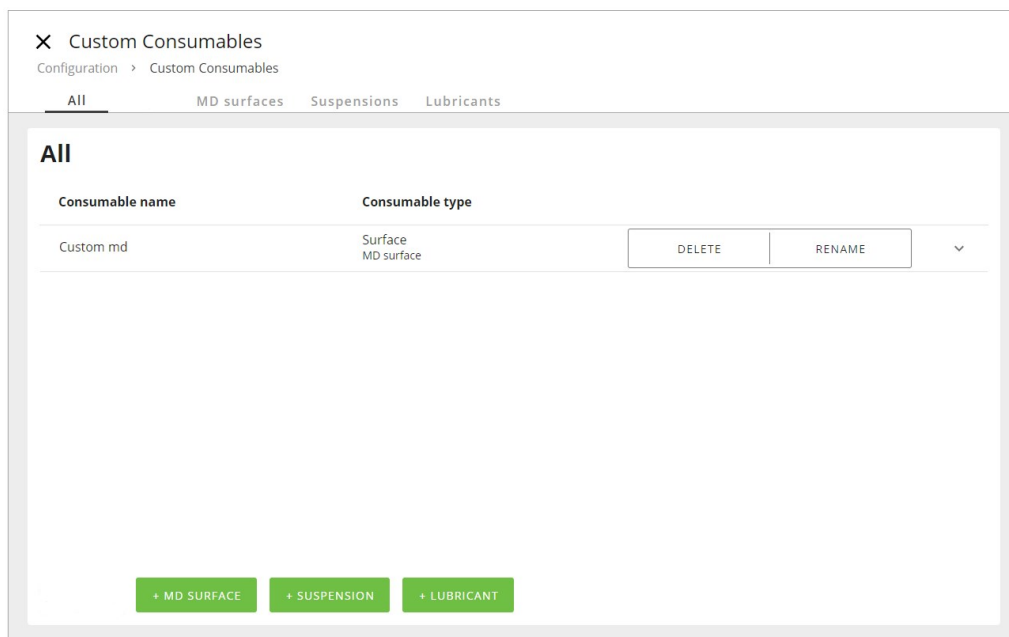 Custom Consumables
Configuration > Custom Consumables
All MD surfaces Suspensions Lubricants
All
Consumable name Consumable type
Custom md Surface DELETE RENAME
MD surface
+ MD SURFACE + SUSPENSION + LUBRICANT